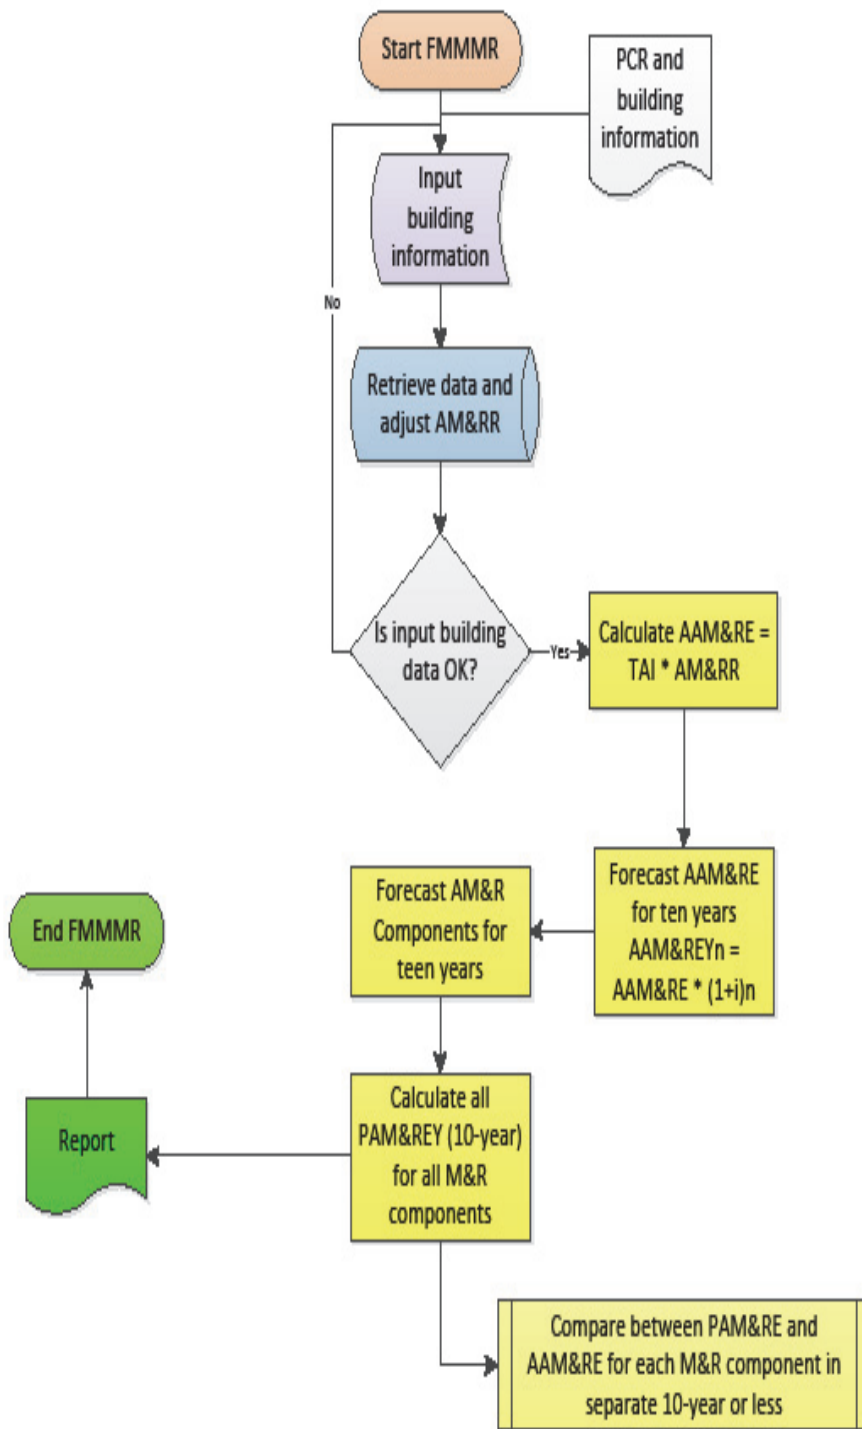 Start FMMMR
PCR and
building
information
Input
building
information
No
Retrieve data and
adjust AM&RR
Is input building
data OK?
Yes
Calculate AAM&RE =
TAI * AM&RR
Forecast AAM&RE
for ten years
AAM&REYn =
AAM&RE * (1+i)n
Forecast AM&R
Components for
teen years
End FMMMR
Calculate all
PAM&REY (10-year)
for all M&R
components
Report
Compare between PAM&RE and
AAM&RE for each M&R component in
separate 10-year or less